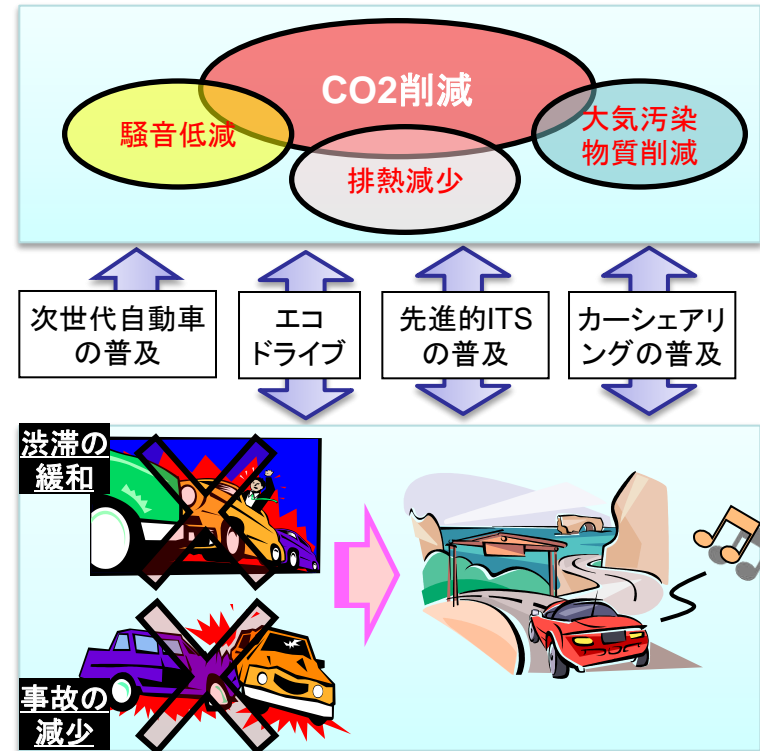 CO2削減
騒音低減
大気汚染
物質削減
排熱減少
次世代自動車
の普及
エコ
ドライブ
先進的ITS
の普及
カーシェアリ
ングの普及
渋滞の
緩和
事故の
減少